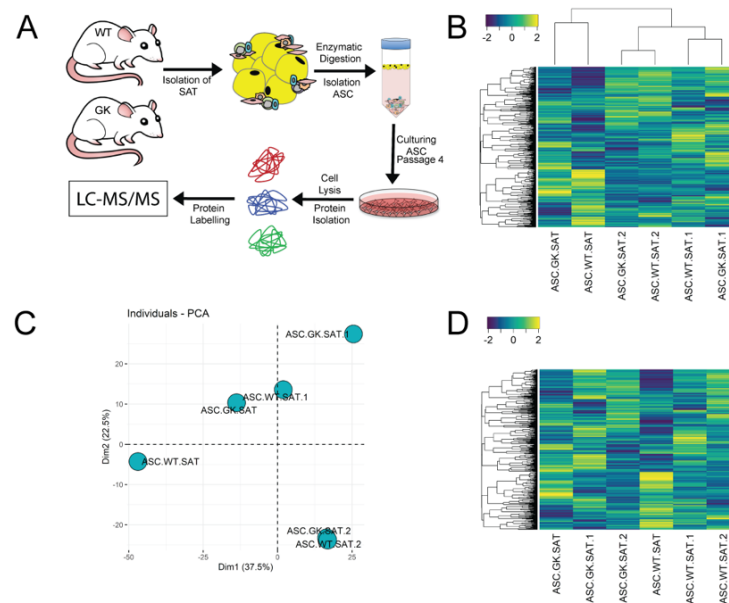 A
WT
GK
Isolation of
SAT
Enzymatic
Digestion
Isolation
ASC
Culturing
ASC
Passage 4
Cell
Lysis
Protein
Isolation
Protein
Labelling
LC-MS/MS
B
-2 0 2
ASC.GK.SAT
ASC.WT.SAT
ASC.GK.SAT.2
ASC.WT.SAT.2
ASC.WT.SAT.1
ASC.GK.SAT.1
C
Individuals - PCA
ASC.GK.SAT.1
ASC.WT.SAT.1
ASC.GK.SAT
ASC.WT.SAT
ASC.GK.SAT.2
ASC.WT.SAT.2
Dim2 (22.5%)
20
10
0
-10
-20
-50 -25 0 25
Dim1 (37.5%)
D
-2 0 2
ASC.GK.SAT
ASC.GK.SAT.1
ASC.GK.SAT.2
ASC.WT.SAT
ASC.WT.SAT.1
ASC.WT.SAT.2